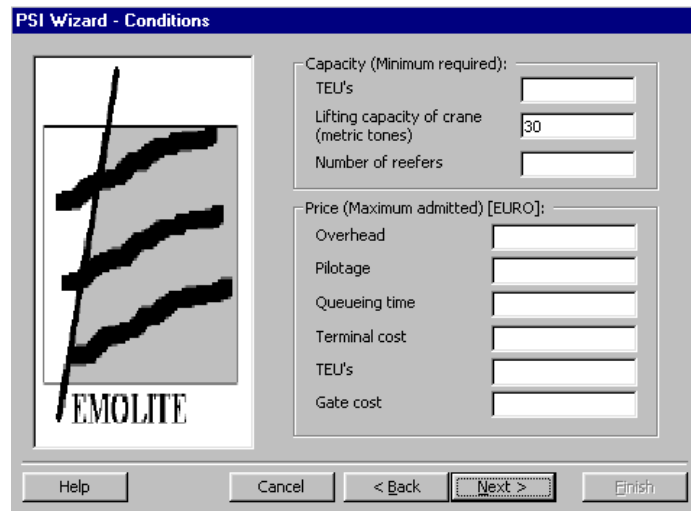 PSI Wizard - Conditions
Capacity (Minimum required):
TEU's
Lifting capacity of crane
(metric tones)
30
Number of reefers
Price (Maximum admitted) [EURO]:
Overhead
Pilotage
Queueing time
Terminal cost
TEU's
Gate cost
EMOLITE
Help
Cancel
< Back
Next >
Finish